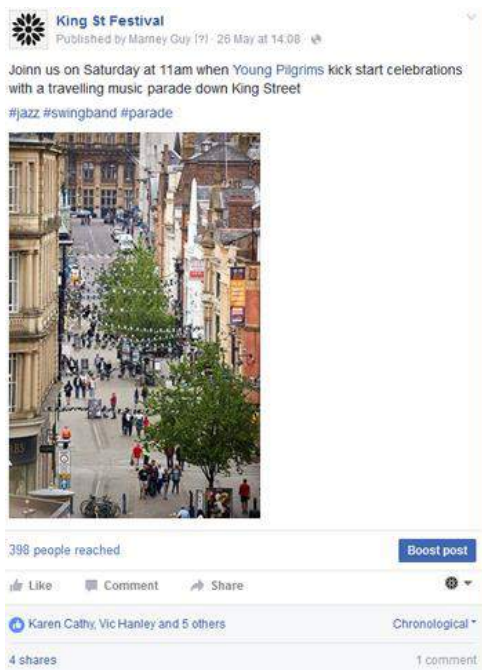 King St Festival
Published by Marney Guy [?] · 26 May at 14:08 ·
Joinn us on Saturday at 11am when Young Pilgrims kick start celebrations
with a travelling music parade down King Street
#jazz #swingband #parade
398 people reached
Boost post
Like Comment Share
Karen Cathy, Vic Hanley and 5 others
Chronological
4 shares
1 comment